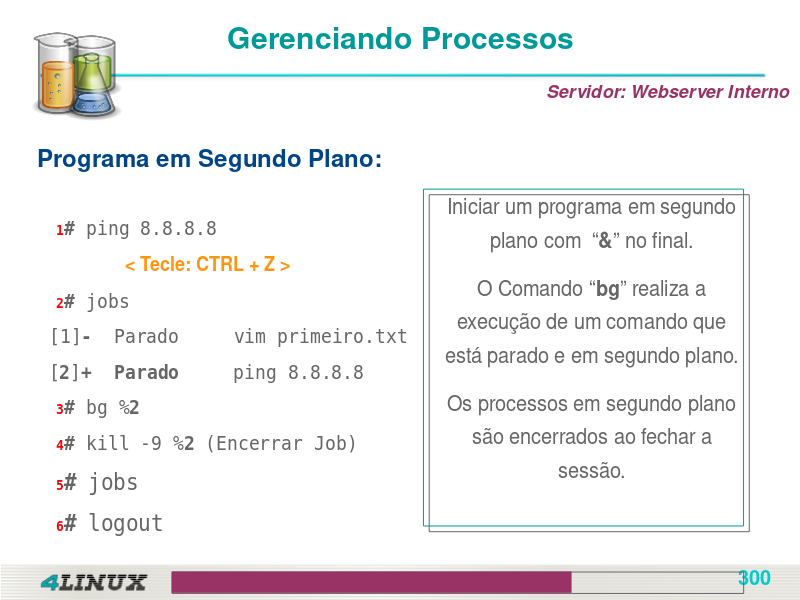 Gerenciando Processos
Servidor: Webserver Interno
Programa em Segundo Plano:
1# ping 8.8.8.8
< Tecle: CTRL + Z >
2# jobs
[1]- Parado vim primeiro.txt
[2]+ Parado ping 8.8.8.8
3# bg %2
4# kill -9 %2 (Encerrar Job)
5# jobs
6# logout
Iniciar um programa em segundo
plano com “&” no final.
O Comando “bg” realiza a
execução de um comando que
está parado e em segundo plano.
Os processos em segundo plano
são encerrados ao fechar a
sessão.
4LINUX
300